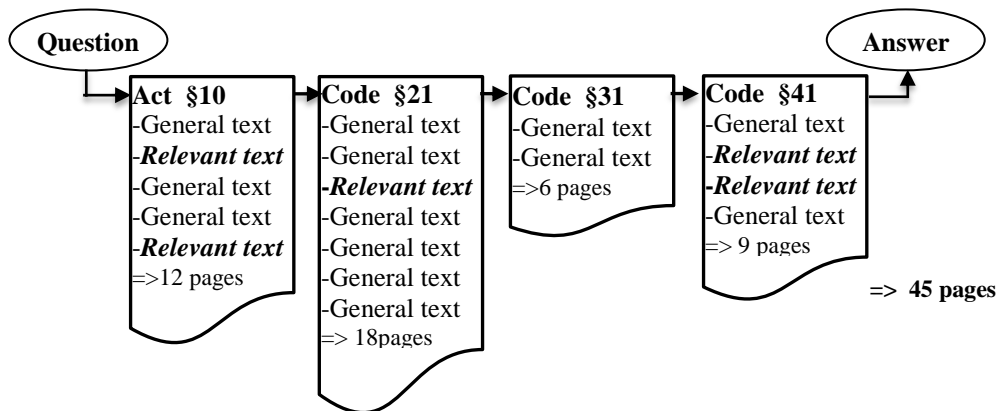 Question
Act §10
-General text
-Relevant text
-General text
-General text
-Relevant text
=>12 pages
Code §21
-General text
-General text
-Relevant text
-General text
-General text
-General text
-General text
=> 18pages
Code §31
-General text
-General text
=>6 pages
Code §41
-General text
-Relevant text
-Relevant text
-General text
=> 9 pages
Answer
=> 45 pages